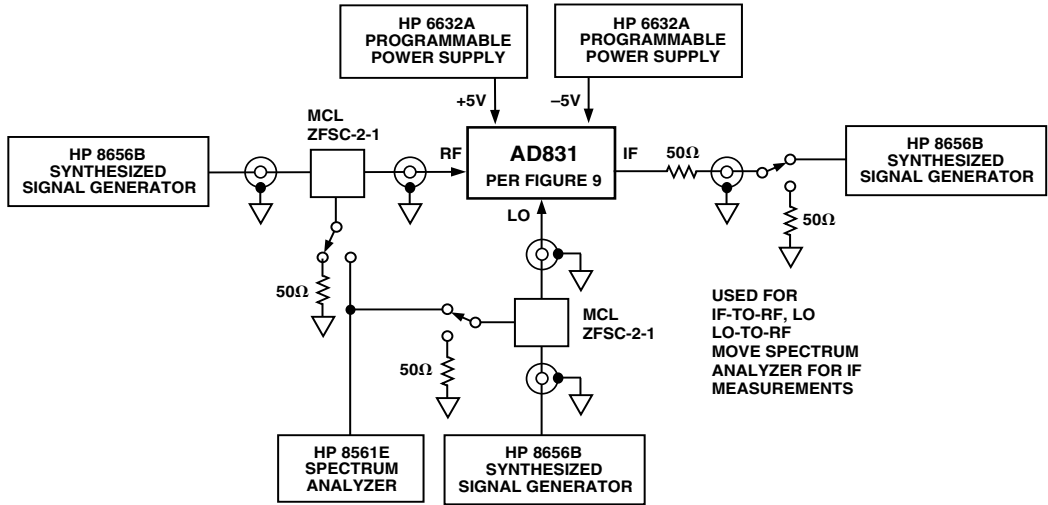 HP 6632A
PROGRAMMABLE
POWER SUPPLY
HP 6632A
PROGRAMMABLE
POWER SUPPLY
+5V
–5V
MCL
ZFSC-2-1
HP 8656B
SYNTHESIZED
SIGNAL GENERATOR
RF
AD831
PER FIGURE 9
IF
LO
50Ω
HP 8656B
SYNTHESIZED
SIGNAL GENERATOR
50Ω
50Ω
MCL
ZFSC-2-1
50Ω
USED FOR
IF-TO-RF, LO
LO-TO-RF
MOVE SPECTRUM
ANALYZER FOR IF
MEASUREMENTS
HP 8561E
SPECTRUM
ANALYZER
HP 8656B
SYNTHESIZED
SIGNAL GENERATOR